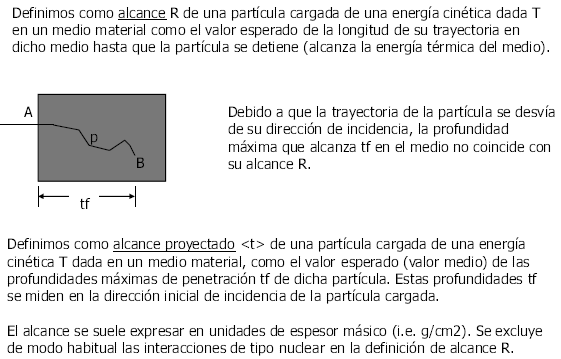 Definimos como alcance R de una partícula cargada de una energía cinética dada T
en un medio material como el valor esperado de la longitud de su trayectoria en
dicho medio hasta que la partícula se detiene (alcanza la energía térmica del medio).
A
p
B
tf
Debido a que la trayectoria de la partícula se desvía
de su dirección de incidencia, la profundidad
máxima que alcanza tf en el medio no coincide con
su alcance R.
Definimos como alcance proyectado <t> de una partícula cargada de una energía
cinética T dada en un medio material, como el valor esperado (valor medio) de las
profundidades máximas de penetración tf de dicha partícula. Estas profundidades tf
se miden en la dirección inicial de incidencia de la partícula cargada.
El alcance se suele expresar en unidades de espesor másico (i.e. g/cm2). Se excluye
de modo habitual las interacciones de tipo nuclear en la definición de alcance R.